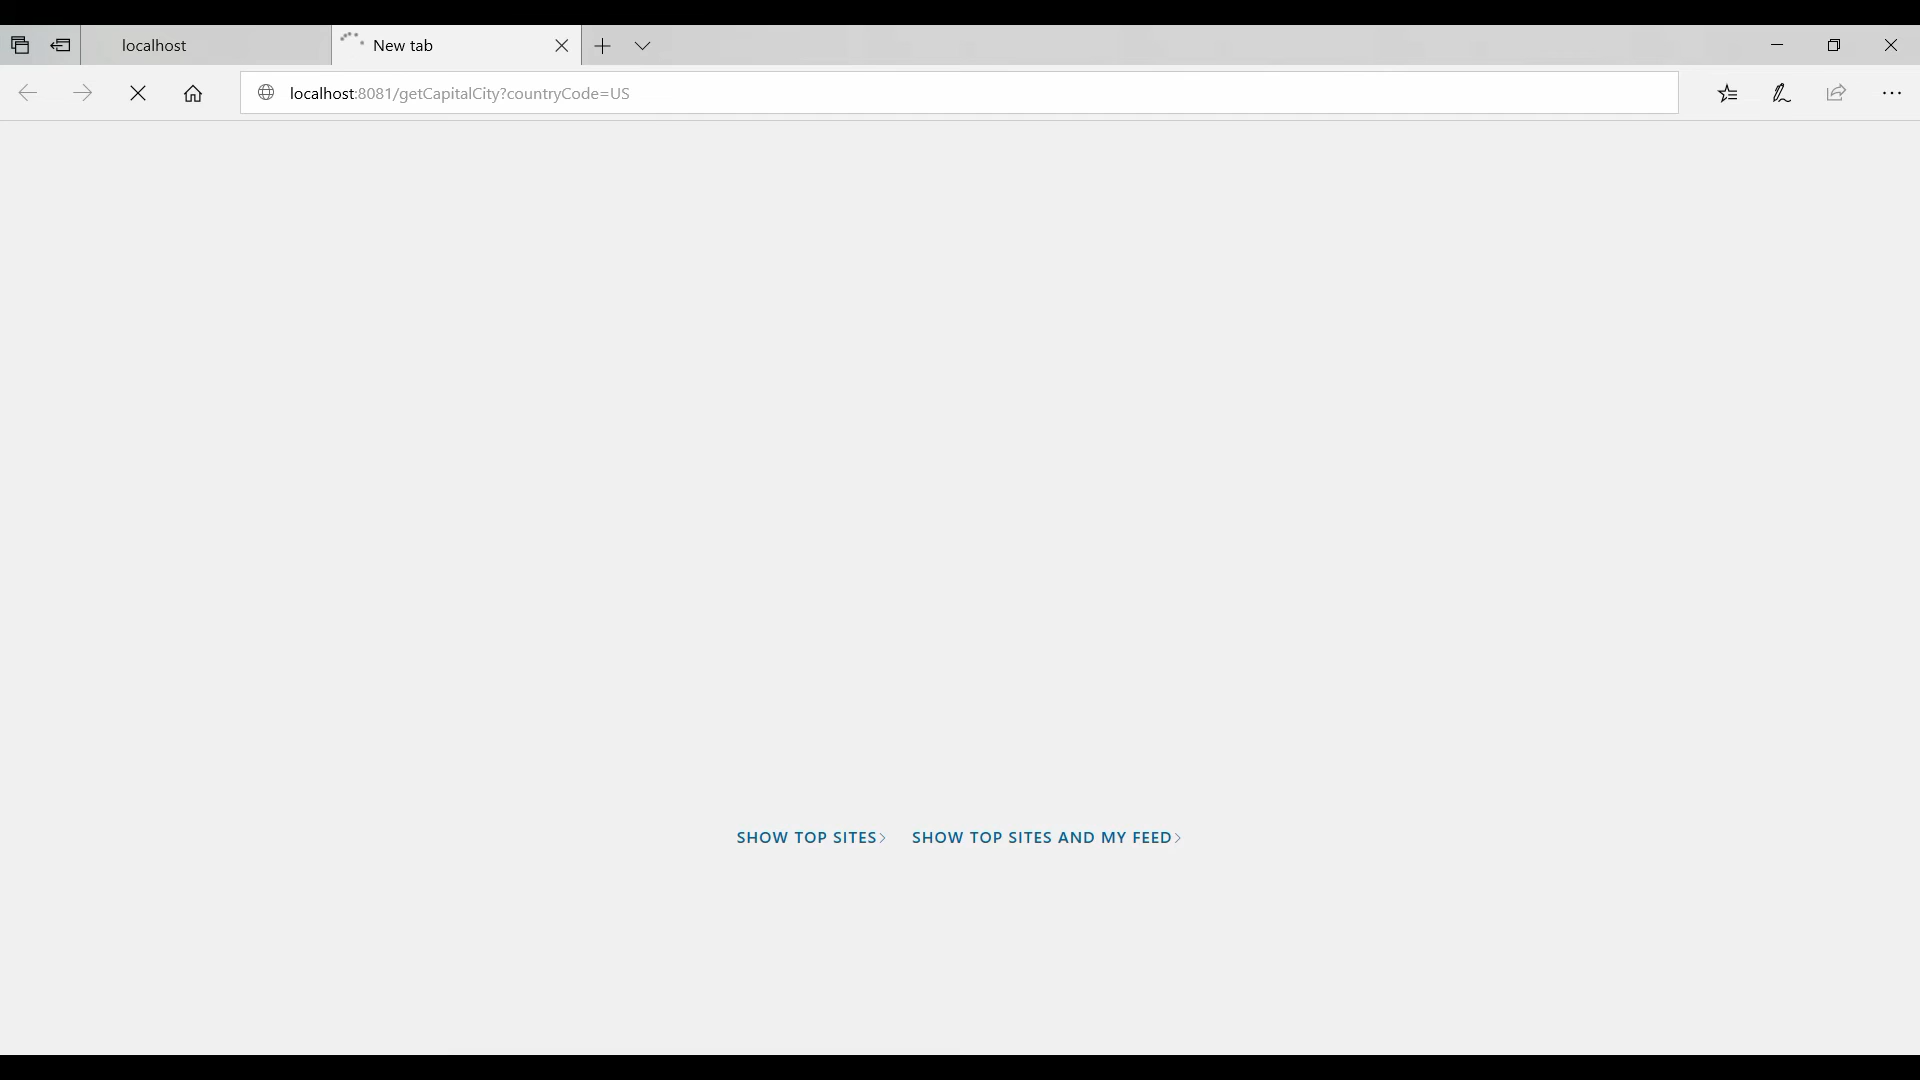 localhost
New tab
localhost:8081/getCapitalCity?countryCode=US
SHOW TOP SITES
SHOW TOP SITES AND MY FEED